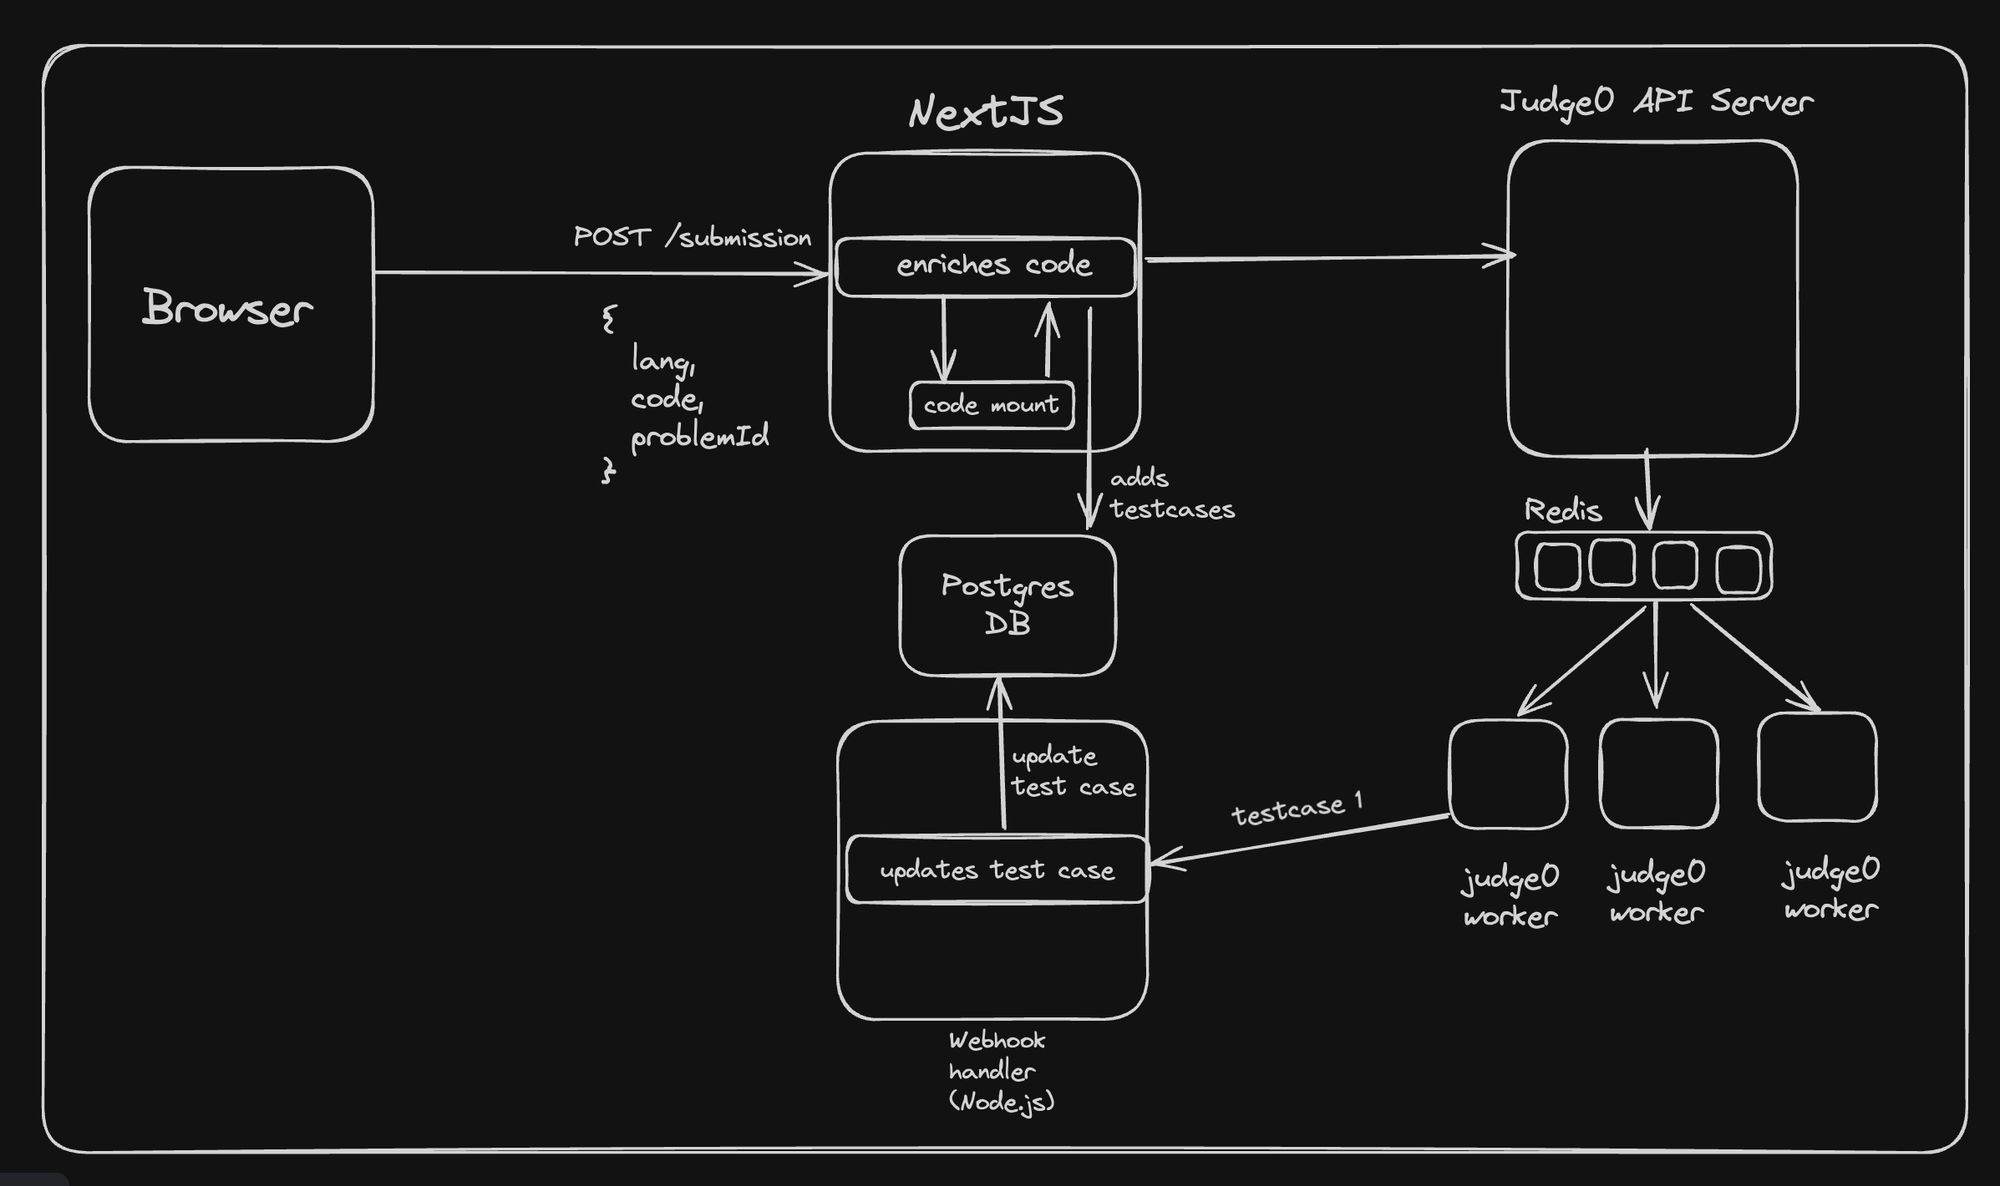 NextJS
Judge0 API Server
Browser
POST /submission
{
lang,
code,
problemId
}
enriches code
code mount
adds
testcases
Redis
Postgres
DB
update
test case
testcase 1
updates test case
judge0
worker
judge0
worker
judge0
worker
Webhook
handler
(Node.js)